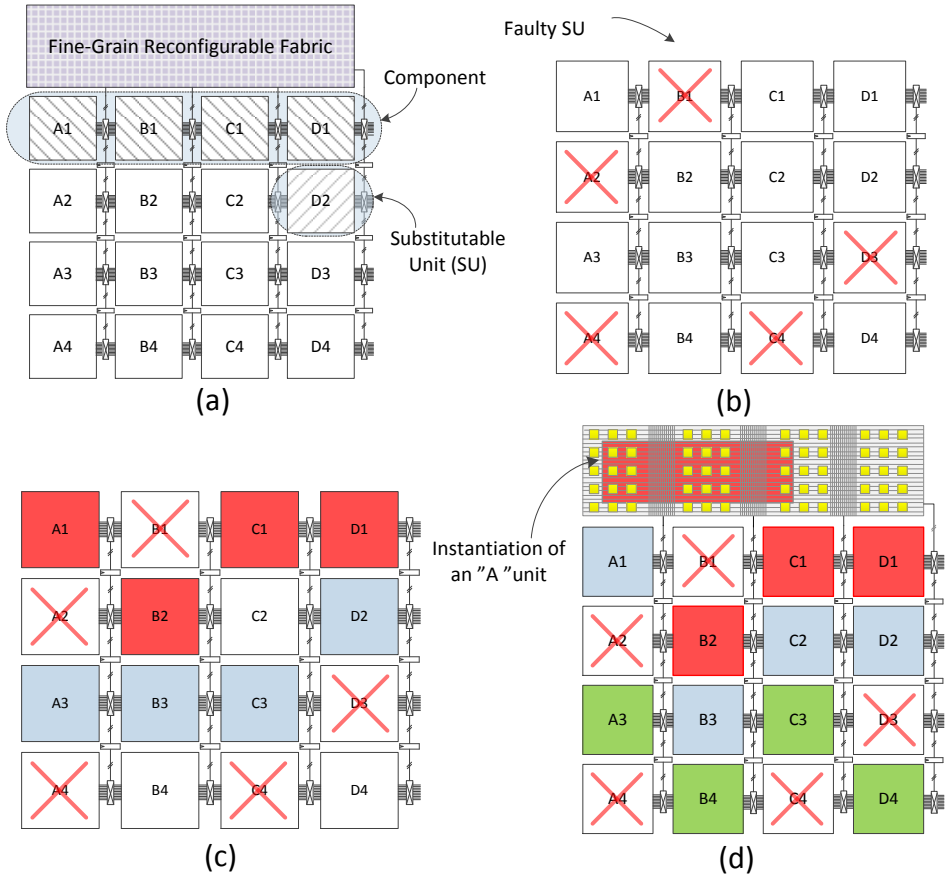 Fine-Grain Reconfigurable Fabric
Component
A1 B1 C1 D1
A2 B2 C2 D2
Substitutable
Unit (SU)
A3 B3 C3 D3
A4 B4 C4 D4
(a)
Faulty SU
A1 B1 C1 D1
A2 B2 C2 D2
A3 B3 C3 D3
A4 B4 C4 D4
(b)
A1 B1 C1 D1
A2 B2 C2 D2
A3 B3 C3 D3
A4 B4 C4 D4
(c)
Instantiation of
an ”A ”unit
A1 B1 C1 D1
A2 B2 C2 D2
A3 B3 C3 D3
A4 B4 C4 D4
(d)